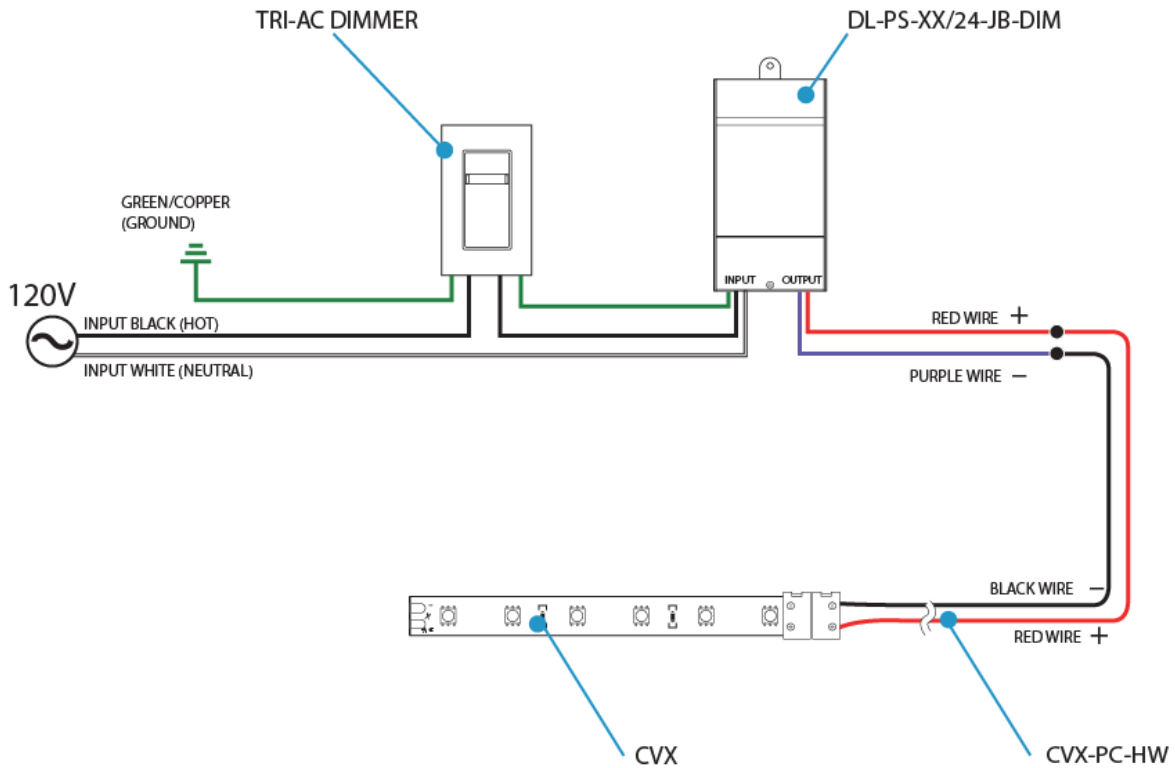 TRI-AC DIMMER
DL-PS-XX/24-JB-DIM
GREEN/COPPER
(GROUND)
INPUT
OUTPUT
120V
INPUT BLACK (HOT)
RED WIRE +
INPUT WHITE (NEUTRAL)
PURPLE WIRE −
BLACK WIRE −
RED WIRE +
CVX
CVX-PC-HW